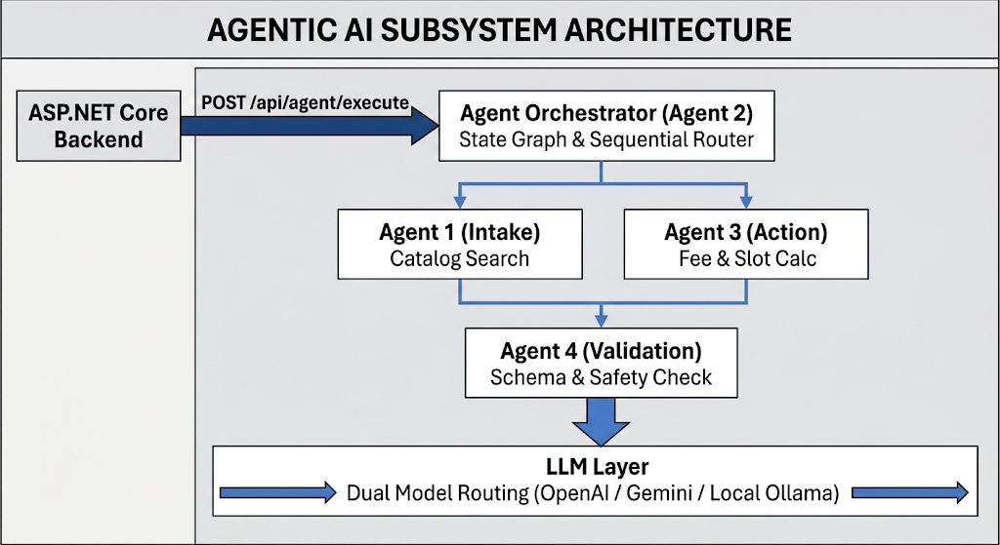 AGENTIC AI SUBSYSTEM ARCHITECTURE
ASP.NET Core
Backend
POST /api/agent/execute
Agent Orchestrator (Agent 2)
State Graph & Sequential Router
Agent 1 (Intake)
Catalog Search
Agent 3 (Action)
Fee & Slot Calc
Agent 4 (Validation)
Schema & Safety Check
LLM Layer
Dual Model Routing (OpenAI / Gemini / Local Ollama)